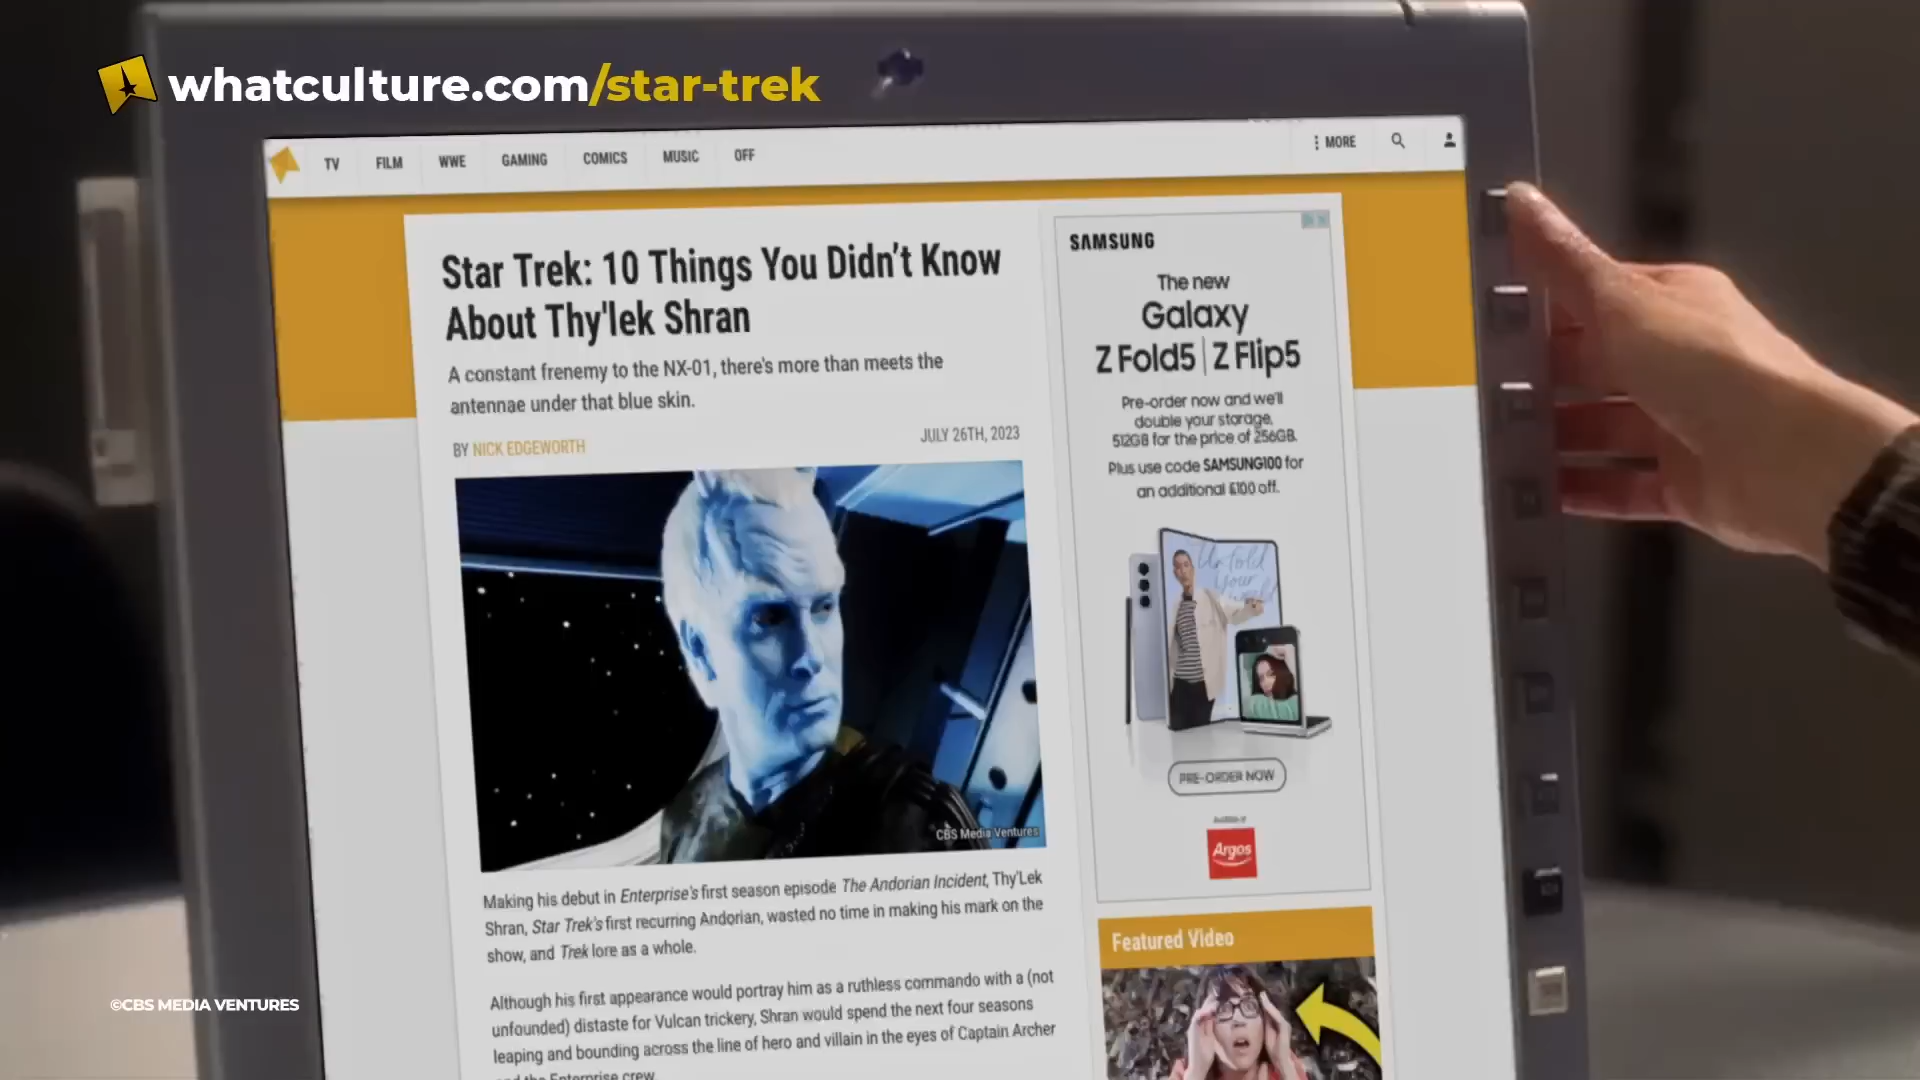 whatculture.com/star-trek
TV FILM WWE GAMING COMICS MUSIC OFF MORE
Star Trek: 10 Things You Didn't Know
About Thy'lek Shran
A constant frenemy to the NX-01, there's more than meets the
antennae under that blue skin.
BY NICK EDGEWORTH JULY 26TH, 2023
CBS Media Ventures
Making his debut in Enterprise's first season episode The Andorian Incident, Thy'Lek
Shran, Star Trek's first recurring Andorian, wasted no time in making his mark on the
show, and Trek lore as a whole.
Although his first appearance would portray him as a ruthless commando with a (not
unfounded) distaste for Vulcan trickery, Shran would spend the next four seasons
leaping and bounding across the line of hero and villain in the eyes of Captain Archer
and the Enterprise crew.
SAMSUNG
The new
Galaxy
Z Fold5 | Z Flip5
Pre-order now and we'll
double your storage,
512GB for the price of 256GB.
Plus use code SAMSUNG100 for
an additional £100 off.
Unfold
Your
World
PRE-ORDER NOW
Argos
Featured Video
©CBS MEDIA VENTURES